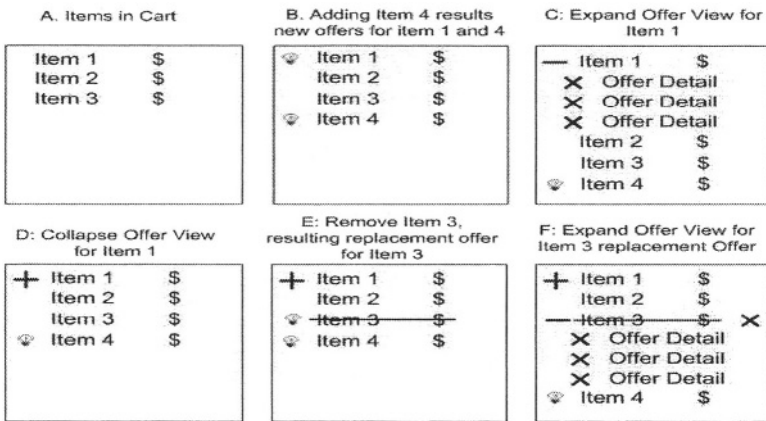 A. Items in Cart
Item 1 $
Item 2 $
Item 3 $
B. Adding Item 4 results
new offers for item 1 and 4
Item 1 $
Item 2 $
Item 3 $
Item 4 $
C: Expand Offer View for
Item 1
Item 1 $
Offer Detail
Offer Detail
Offer Detail
Item 2 $
Item 3 $
Item 4 $
D: Collapse Offer View
for Item 1
Item 1 $
Item 2 $
Item 3 $
Item 4 $
E: Remove Item 3,
resulting replacement offer
for Item 3
Item 1 $
Item 2 $
Item 3 $
Item 4 $
F: Expand Offer View for
Item 3 replacement Offer
Item 1 $
Item 2 $
Item 3 $
Offer Detail
Offer Detail
Offer Detail
Item 4 $